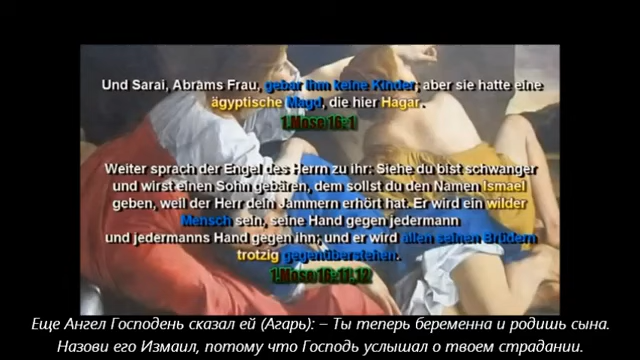 Und Sarai, Abrams Frau, gebar ihm keine Kinder; aber sie hatte eine
ägyptische Magd, die hier Hagar.
1.Mose 16:1
Weiter sprach der Engel des Herrn zu ihr: Siehe du bist schwanger
und wirst einen Sohn gebären, dem sollst du den Namen Ismael
geben, weil der Herr dein Jammern erhört hat. Er wird ein wilder
Mensch sein, seine Hand gegen jedermann
und jedermanns Hand gegen ihn; und er wird allen seinen Brüdern
trotzig gegenüberstehen.
1.Mose 16:11,12
Еще Ангел Господень сказал ей (Агарь): – Ты теперь беременна и родишь сына.
Назови его Измаил, потому что Господь услышал о твоем страдании.